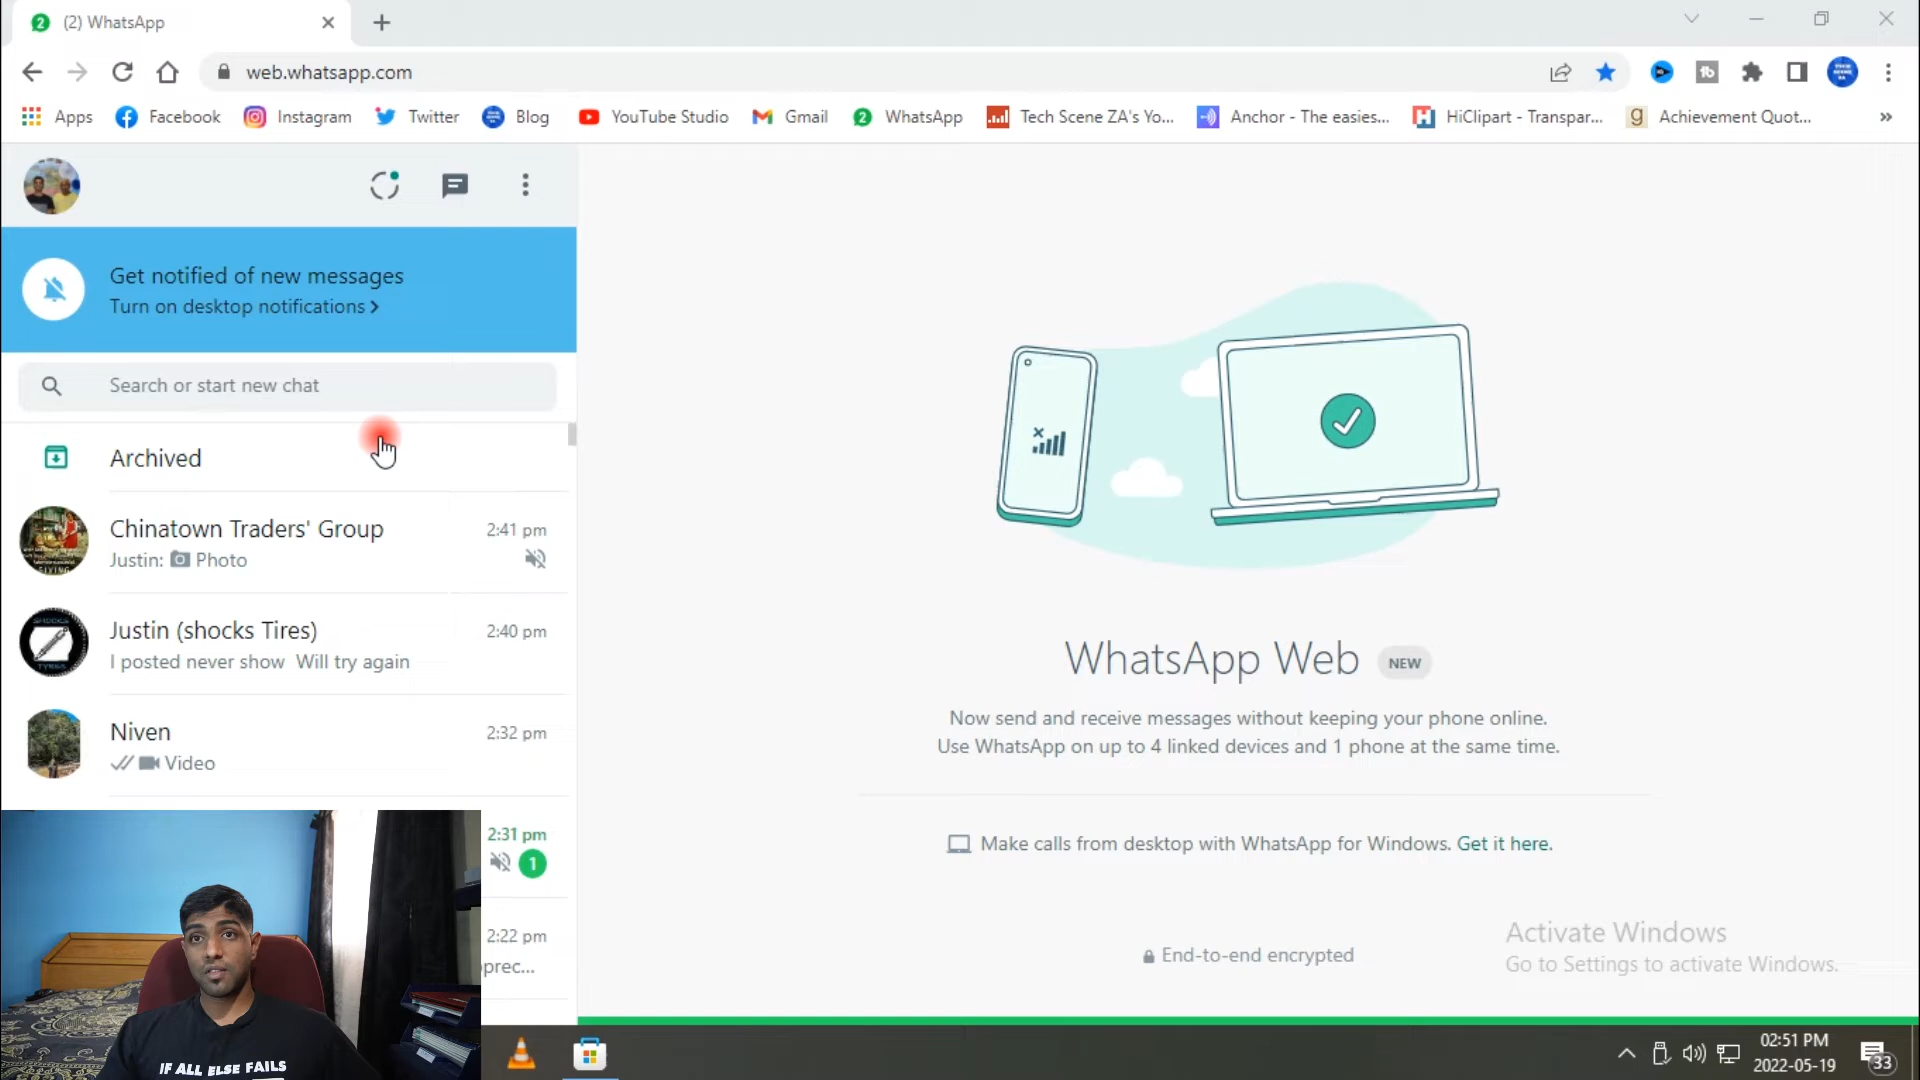 2 (2) WhatsApp
web.whatsapp.com
Apps Facebook Instagram Twitter Blog YouTube Studio Gmail 2 WhatsApp Tech Scene ZA's Yo... Anchor - The easies... HiClipart - Transpar... Achievement Quot... »
Get notified of new messages
Turn on desktop notifications >
Search or start new chat
Archived
Chinatown Traders' Group 2:41 pm
Justin: Photo
Justin (shocks Tires) 2:40 pm
I posted never show Will try again
Niven 2:32 pm
Video
2:31 pm
1
2:22 pm
prec...
WhatsApp Web NEW
Now send and receive messages without keeping your phone online.
Use WhatsApp on up to 4 linked devices and 1 phone at the same time.
Make calls from desktop with WhatsApp for Windows. Get it here.
End-to-end encrypted
Activate Windows
Go to Settings to activate Windows.
IF ALL ELSE FAILS
02:51 PM
2022-05-19
33